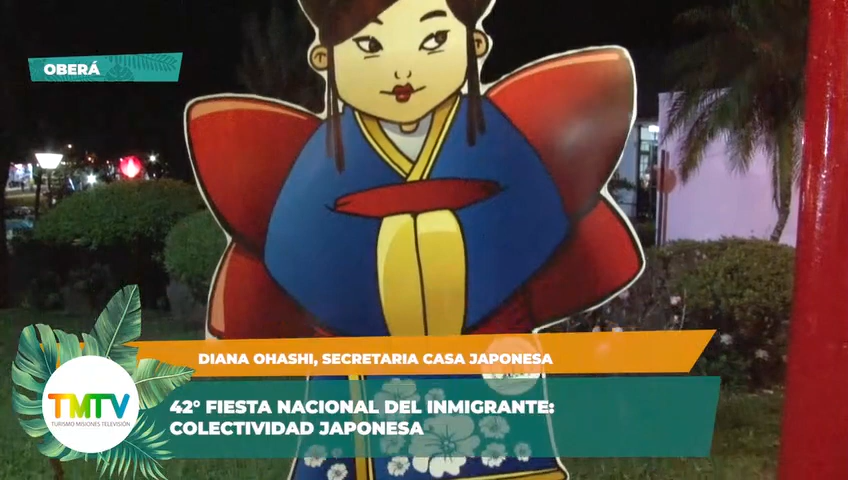 OBERÁ
DIANA OHASHI, SECRETARIA CASA JAPONESA
42° FIESTA NACIONAL DEL INMIGRANTE:
COLECTIVIDAD JAPONESA
TMTV
TURISMO MISIONES TELEVISIÓN